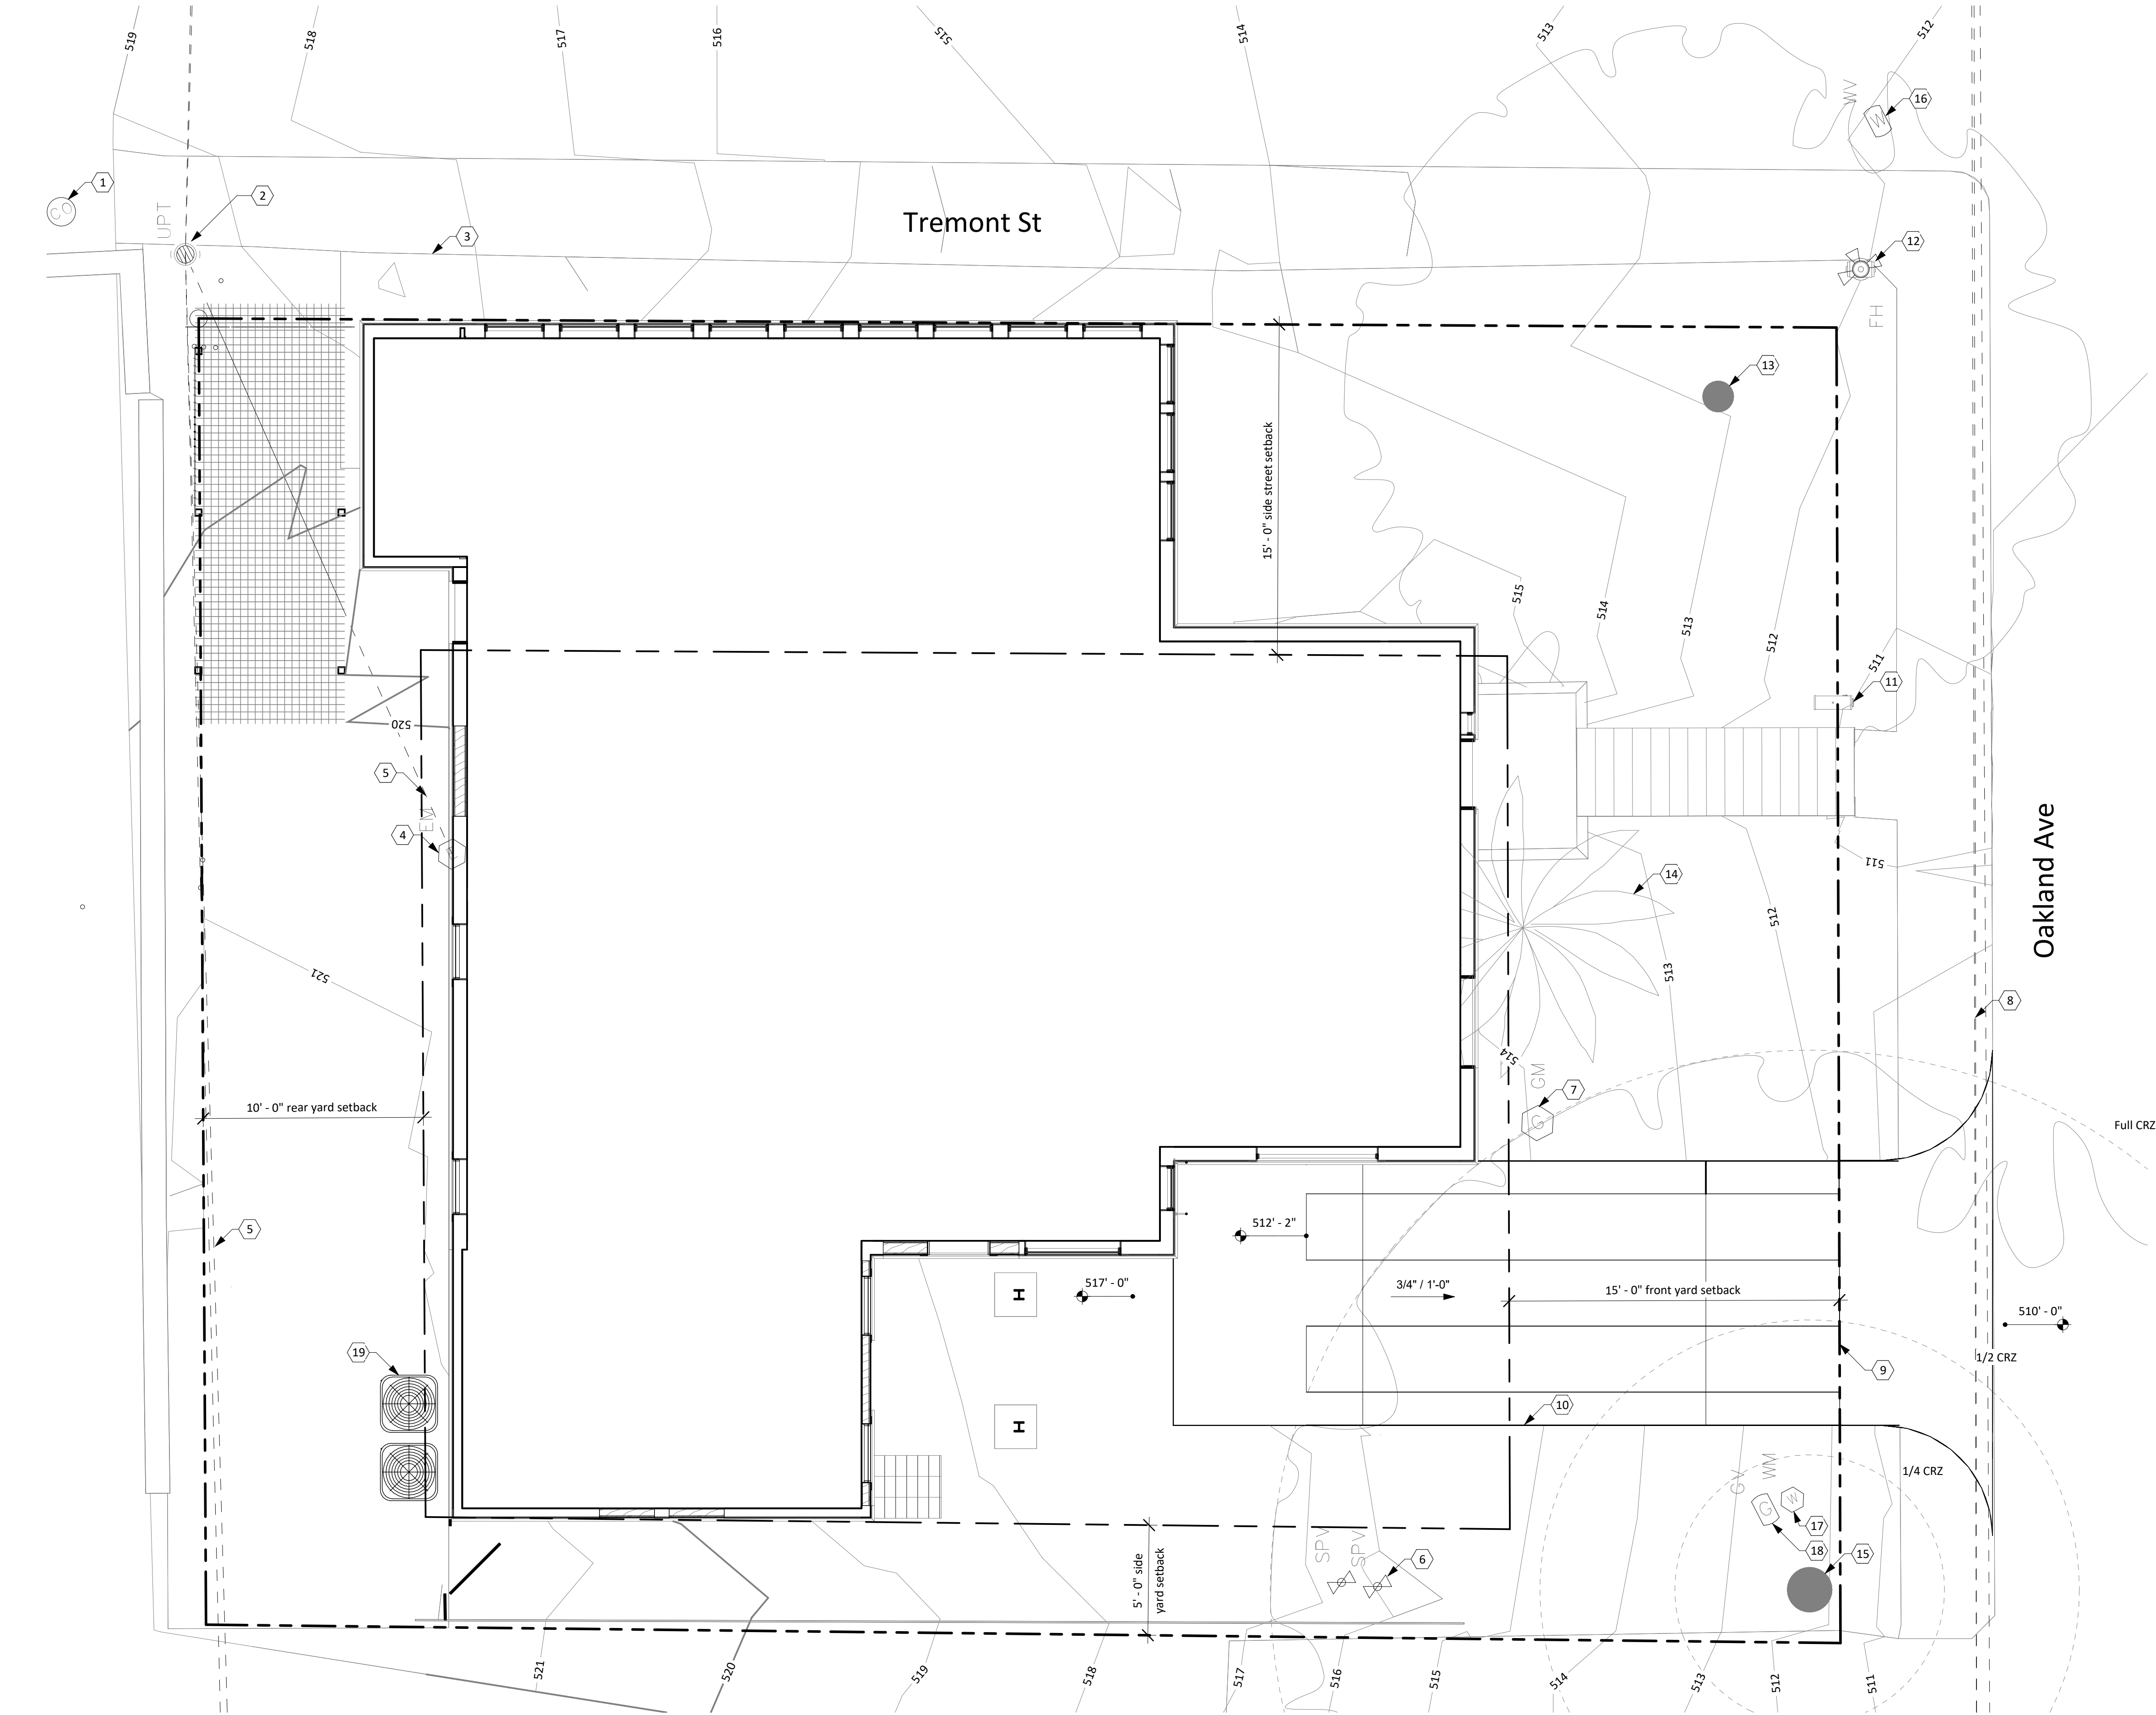 519
518
517
516
515
514
513
512
WV
16
CO
1
UPT
2
3
Tremont St
12
FH
13
15' - 0" side street setback
515
514
513
512
511
11
520
5
EM
4
14
511
512
513
514
Oakland Ave
521
8
GM
G
7
10' - 0" rear yard setback
Full CRZ
5
512' - 2"
517' - 0"
H
3/4" / 1'-0"
15' - 0" front yard setback
510' - 0"
19
1/2 CRZ
9
10
H
1/4 CRZ
GV
WM
G
W
17
18
SPV
SPV
6
15
5' - 0" side
yard setback
521
520
519
518
517
516
515
514
513
512
511
W